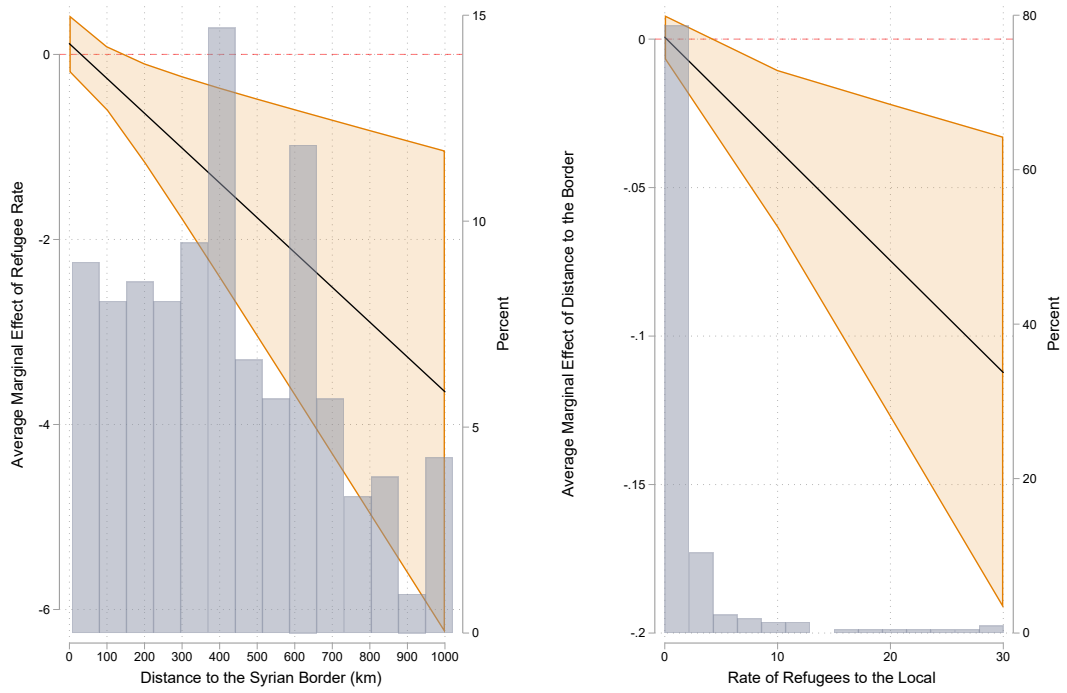 Average Marginal Effect of Refugee Rate
0
-2
-4
-6
15
10
5
0
Percent
0 100 200 300 400 500 600 700 800 900 1000
Distance to the Syrian Border (km)
Average Marginal Effect of Distance to the Border
0
-.05
-.1
-.15
-.2
80
60
40
20
0
Percent
0 10 20 30
Rate of Refugees to the Local